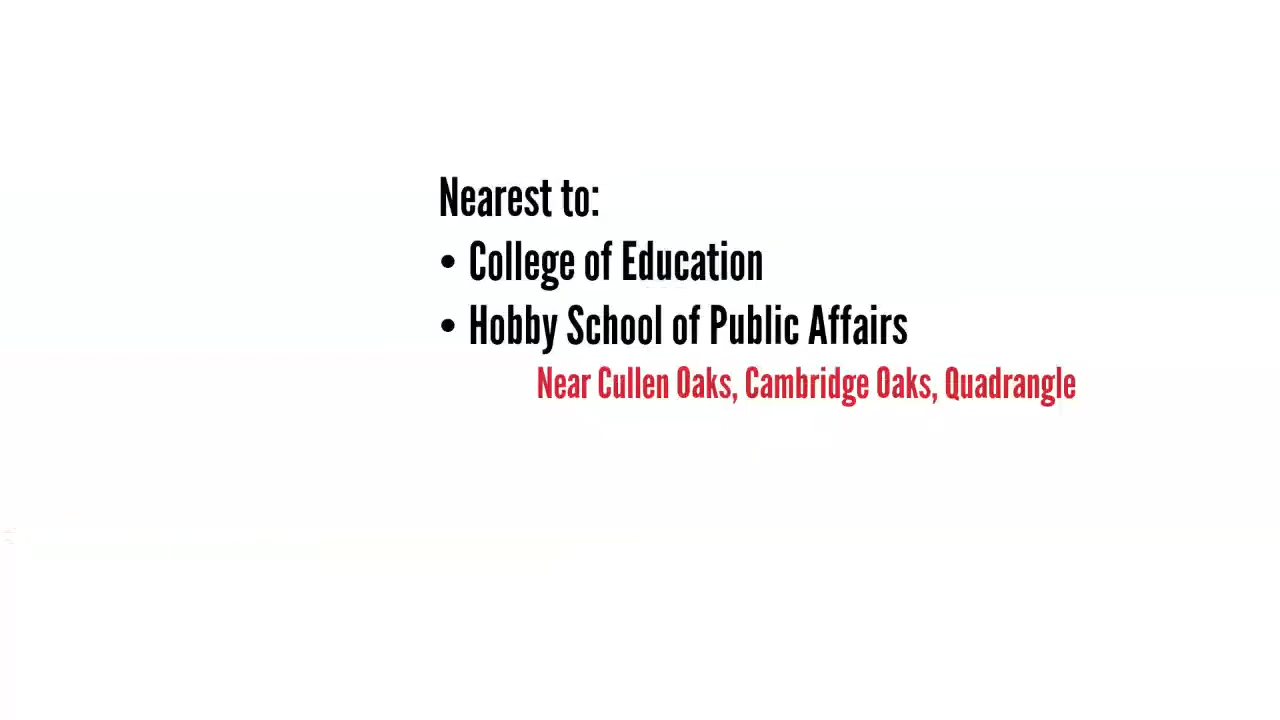 Nearest to:
• College of Education
• Hobby School of Public Affairs
Near Cullen Oaks, Cambridge Oaks, Quadrangle